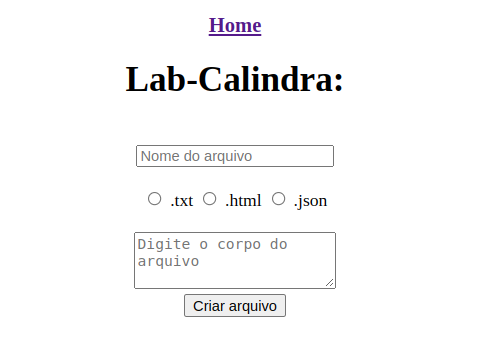 Home
Lab-Calindra:
Nome do arquivo
.txt .html .json
Digite o corpo do
arquivo
Criar arquivo